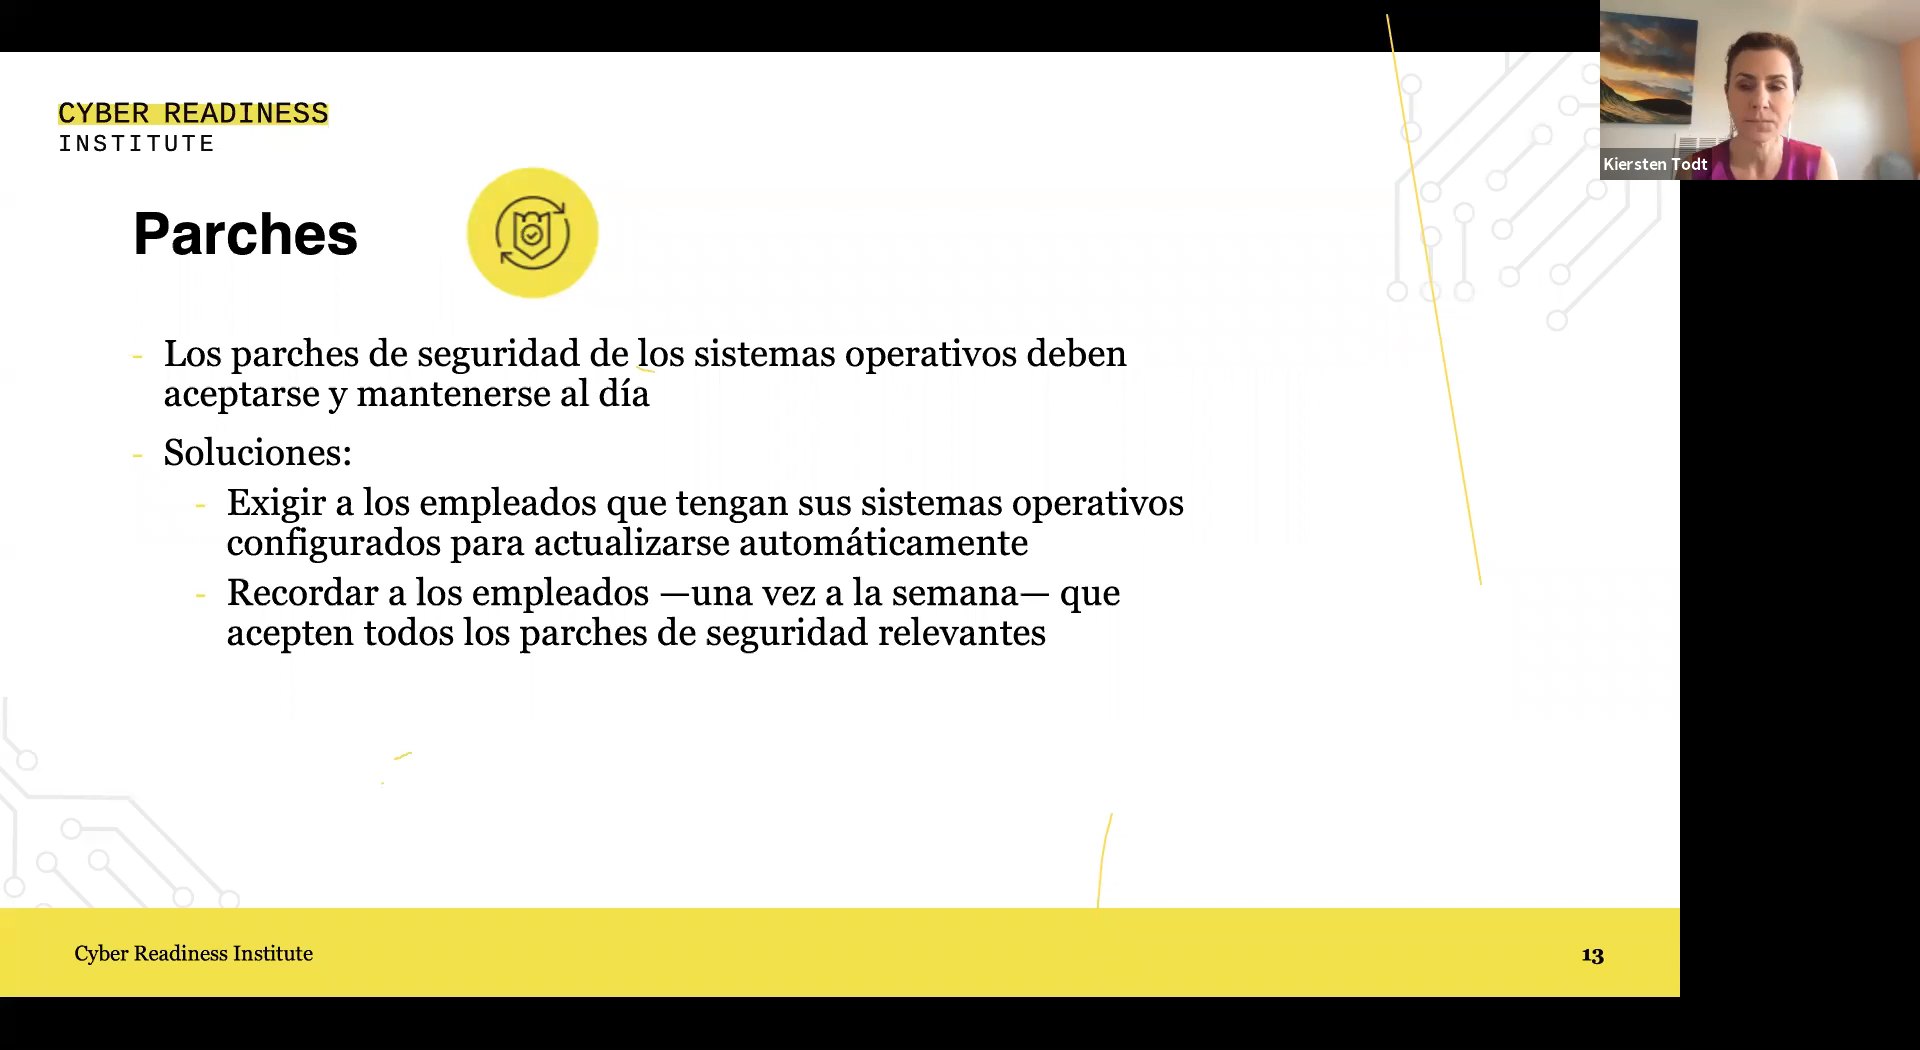 CYBER READINESS
INSTITUTE
Kiersten Todt
Parches
- Los parches de seguridad de los sistemas operativos deben
aceptarse y mantenerse al día
- Soluciones:
- Exigir a los empleados que tengan sus sistemas operativos
configurados para actualizarse automáticamente
- Recordar a los empleados —una vez a la semana— que
acepten todos los parches de seguridad relevantes
Cyber Readiness Institute
13